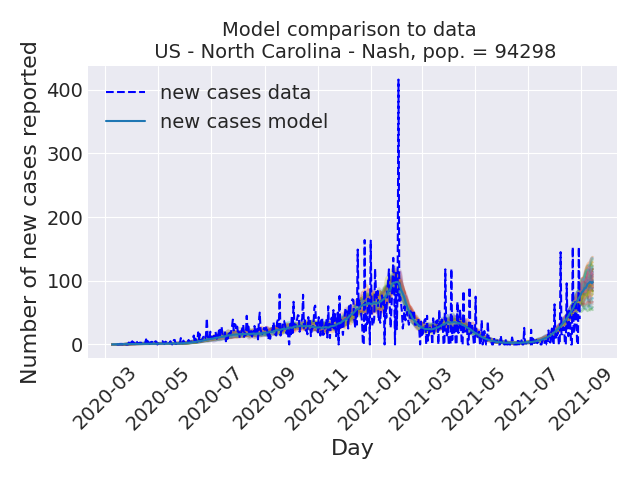 Model comparison to data
US - North Carolina - Nash, pop. = 94298
Number of new cases reported
400
300
200
100
0
new cases data
new cases model
2020-03
2020-05
2020-07
2020-09
2020-11
2021-01
2021-03
2021-05
2021-07
2021-09
Day